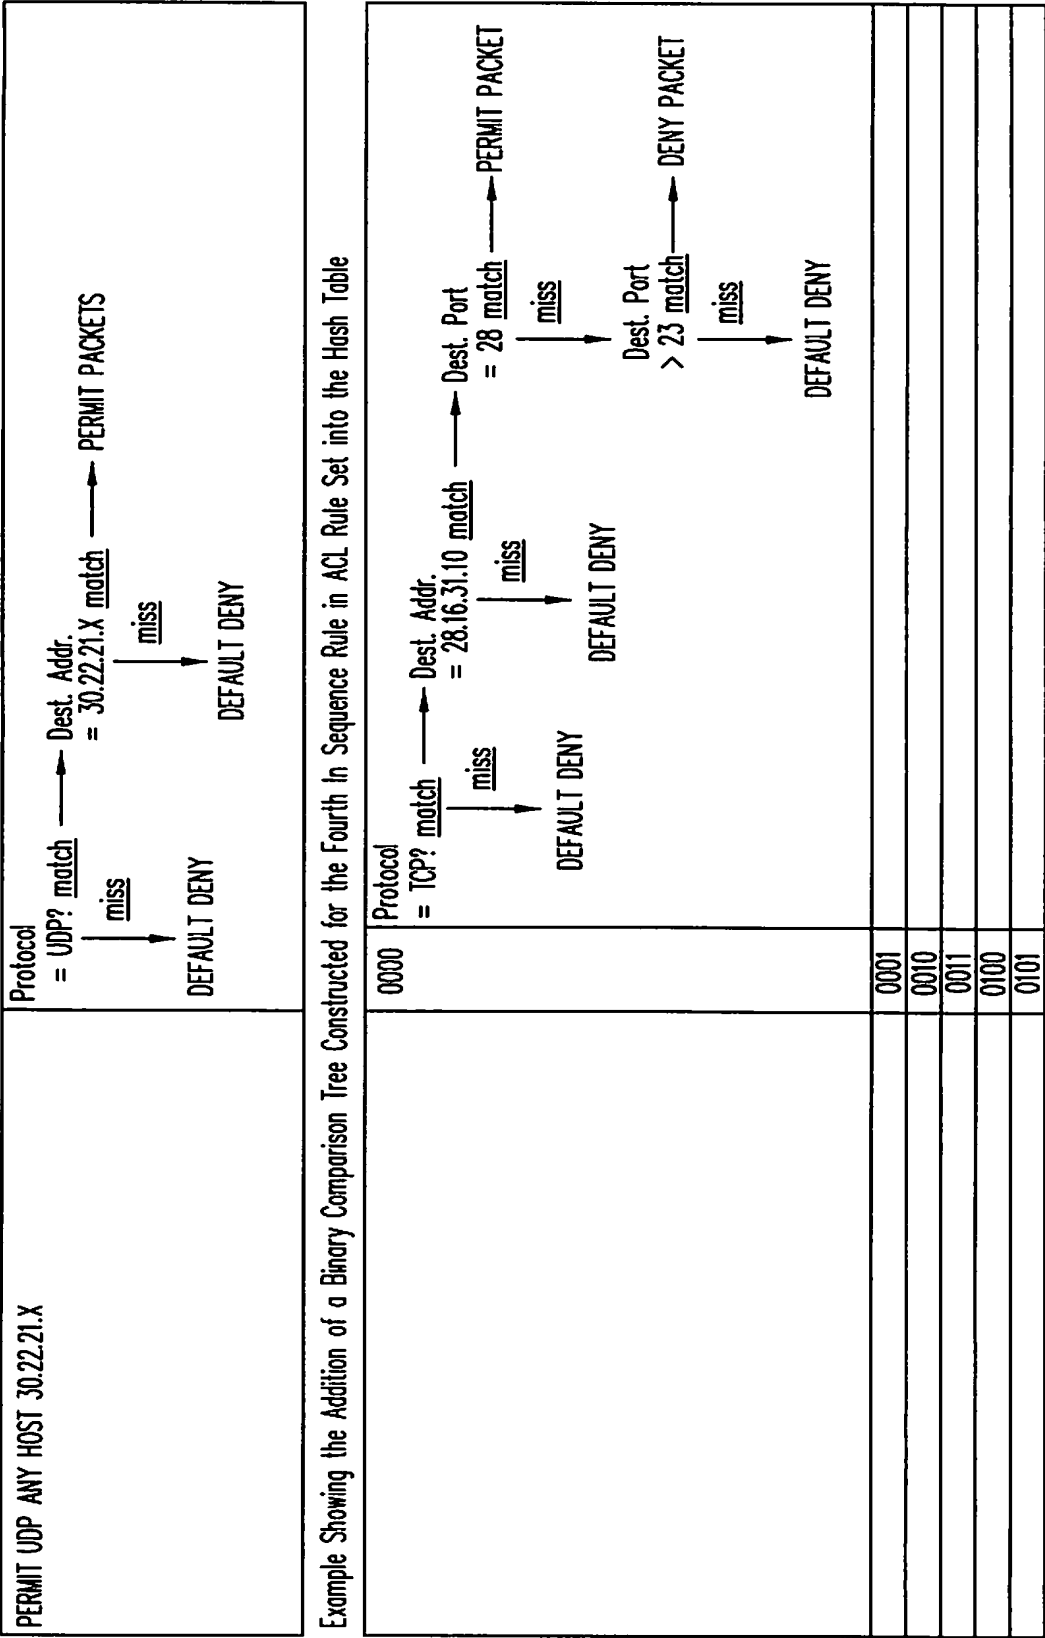 PERMIT UDP ANY HOST 30.22.21.X
Protocol
= UDP? match
miss
DEFAULT DENY
Dest. Addr.
= 30.22.21.X match
miss
DEFAULT DENY
PERMIT PACKETS
Example Showing the Addition of a Binary Comparison Tree Constructed for the Fourth In Sequence Rule in ACL Rule Set into the Hash Table
0000
Protocol
= TCP? match
miss
DEFAULT DENY
Dest. Addr.
= 28.16.31.10 match
miss
DEFAULT DENY
Dest. Port
= 28 match
PERMIT PACKET
miss
Dest. Port
> 23 match
DENY PACKET
miss
DEFAULT DENY
0001
0010
0011
0100
0101